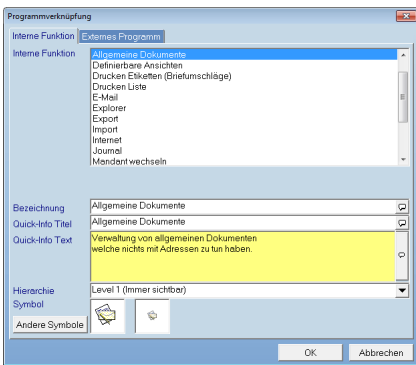 Programmverknüpfung
Interne Funktion Externes Programm
Interne Funktion
Allgemeine Dokumente
Definierbare Ansichten
Drucken Etiketten (Briefumschläge)
Drucken Liste
E-Mail
Explorer
Export
Import
Internet
Journal
Mandant wechseln
Bezeichnung Allgemeine Dokumente
Quick-Info Titel Allgemeine Dokumente
Quick-Info Text Verwaltung von allgemeinen Dokumenten
welche nichts mit Adressen zu tun haben.
Hierarchie Level 1 (Immer sichtbar)
Symbol
Andere Symbole
OK Abbrechen